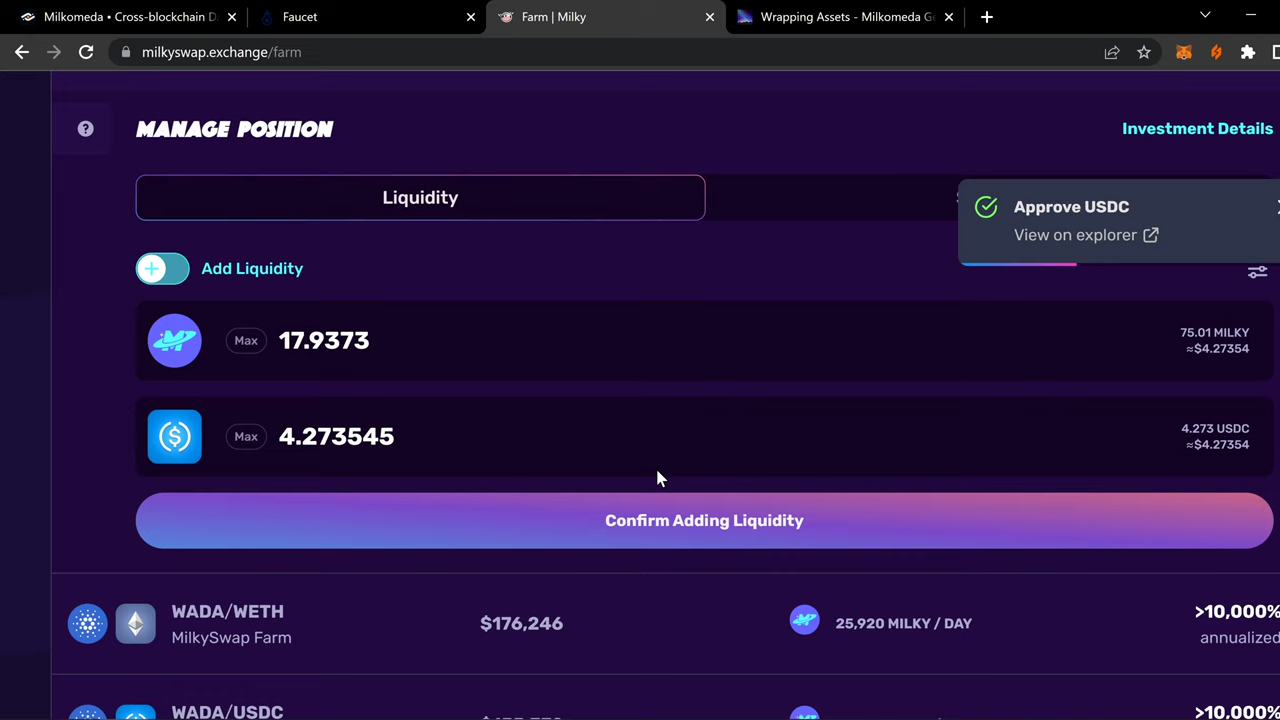 Milkomeda • Cross-blockchain D
Faucet
Farm | Milky
Wrapping Assets - Milkomeda Ge
milkyswap.exchange/farm
MANAGE POSITION
Investment Details
Liquidity
Approve USDC
View on explorer
Add Liquidity
Max 17.9373
75.01 MILKY
≈$4.27354
Max 4.273545
4.273 USDC
≈$4.27354
Confirm Adding Liquidity
WADA/WETH
MilkySwap Farm
$176,246
25,920 MILKY / DAY
>10,000%
annualized
WADA/USDC
>10,000%